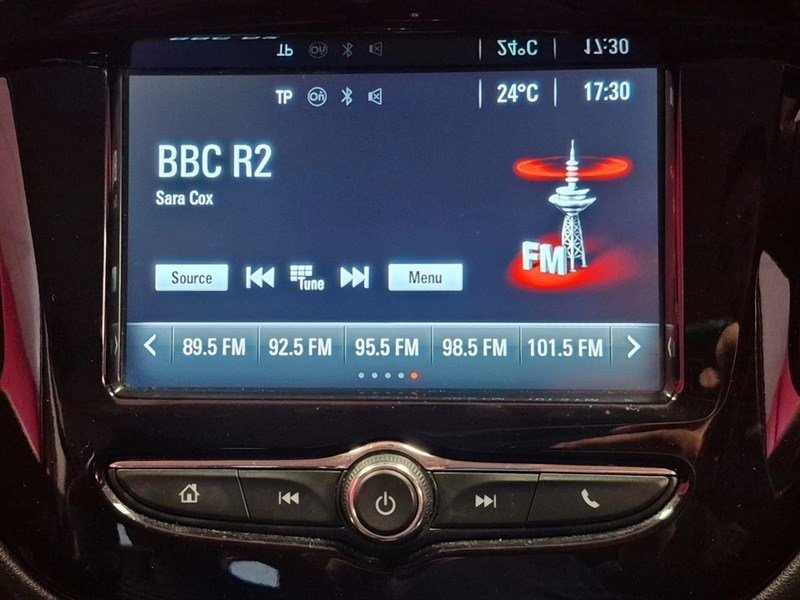 TP On 24°C 17:30
BBC R2
Sara Cox
FM
Source Tune Menu
89.5 FM 92.5 FM 95.5 FM 98.5 FM 101.5 FM